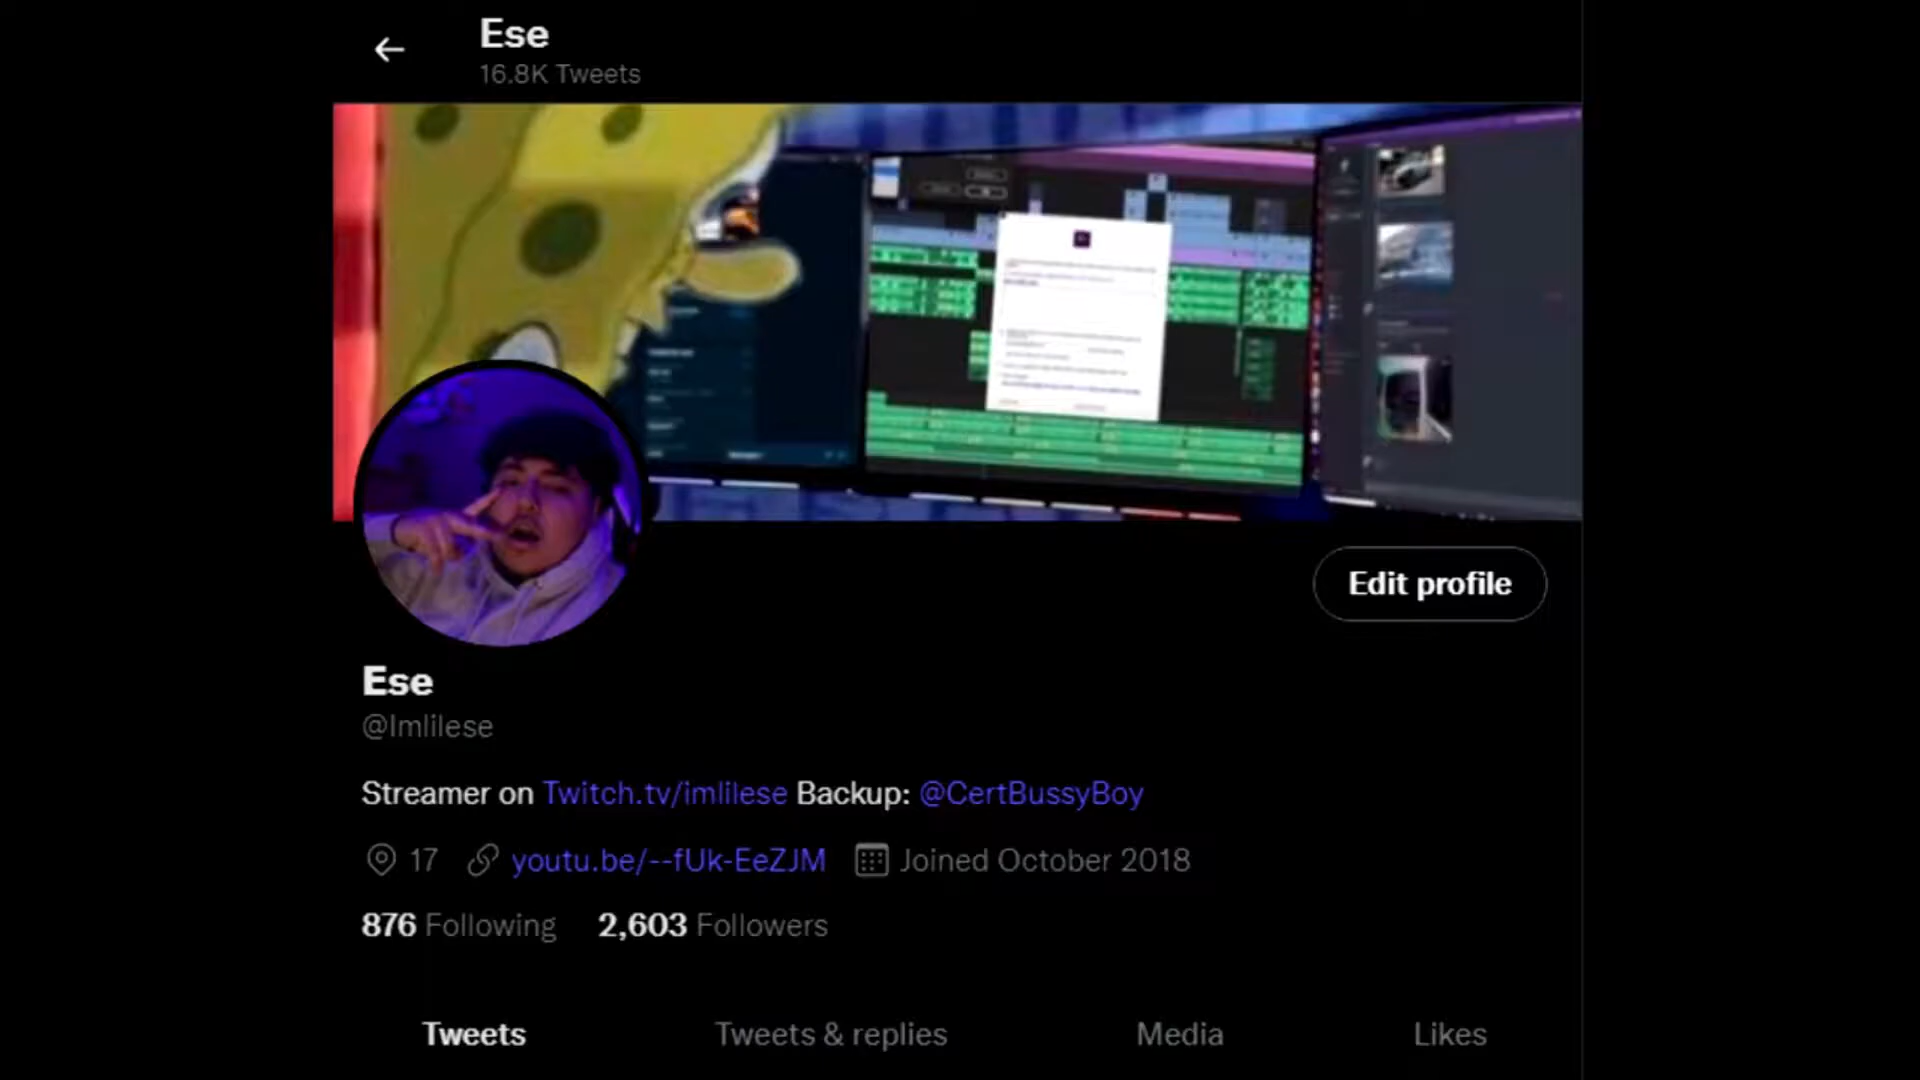 Ese
16.8K Tweets
Edit profile
Ese
@Imlilese
Streamer on Twitch.tv/imlilese Backup: @CertBussyBoy
17 youtu.be/--fUk-EeZJM Joined October 2018
876 Following 2,603 Followers
Tweets Tweets & replies Media Likes